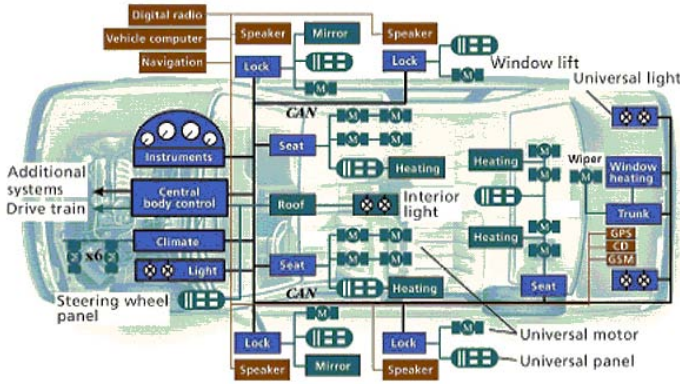 Digital radio
Vehicle computer
Navigation
Speaker
Mirror
Speaker
Lock
Lock
M
M
Window lift
Universal light
CAN
Instruments
Seat
M
M
M
M
Heating
Heating
M
M
Wiper
M
Window
heating
Additional
systems
Drive train
Central
body control
Roof
Interior
light
Trunk
GPS
CD
GSM
Climate
x6
Light
Seat
M
M
M
M
Heating
Heating
M
M
Seat
Steering wheel
panel
CAN
Lock
M
Mirror
Speaker
Lock
M
Speaker
Universal motor
Universal panel